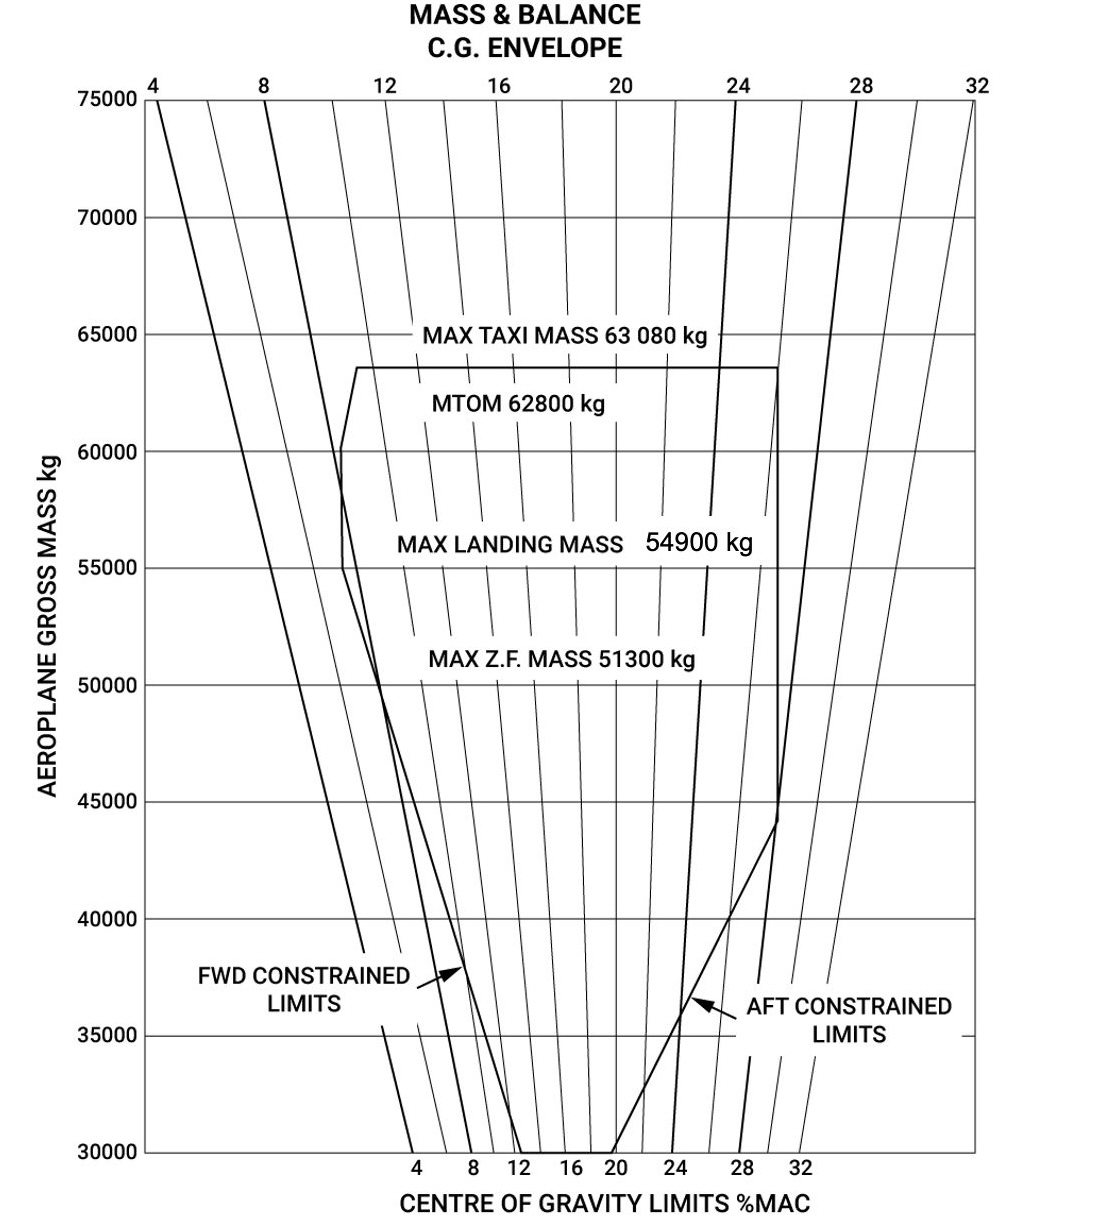 MASS & BALANCE
C.G. ENVELOPE
4 8 12 16 20 24 28 32
75000
70000
65000
MAX TAXI MASS 63 080 kg
MTOM 62800 kg
60000
AEROPLANE GROSS MASS kg
MAX LANDING MASS 54900 kg
55000
MAX Z.F. MASS 51300 kg
50000
45000
40000
FWD CONSTRAINED
LIMITS
AFT CONSTRAINED
LIMITS
35000
30000
4 8 12 16 20 24 28 32
CENTRE OF GRAVITY LIMITS %MAC